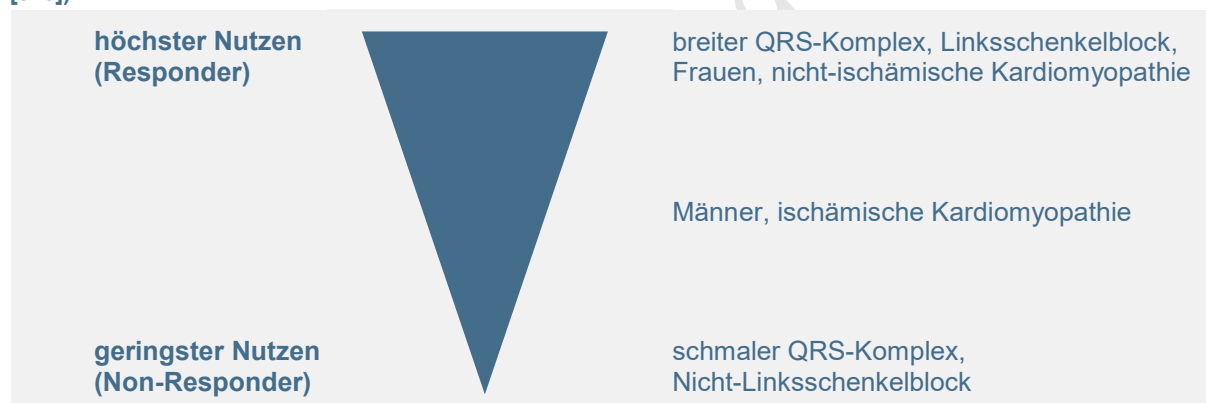 höchster Nutzen
(Responder)
breiter QRS-Komplex, Linksschenkelblock,
Frauen, nicht-ischämische Kardiomyopathie
Männer, ischämische Kardiomyopathie
geringster Nutzen
(Non-Responder)
schmaler QRS-Komplex,
Nicht-Linksschenkelblock